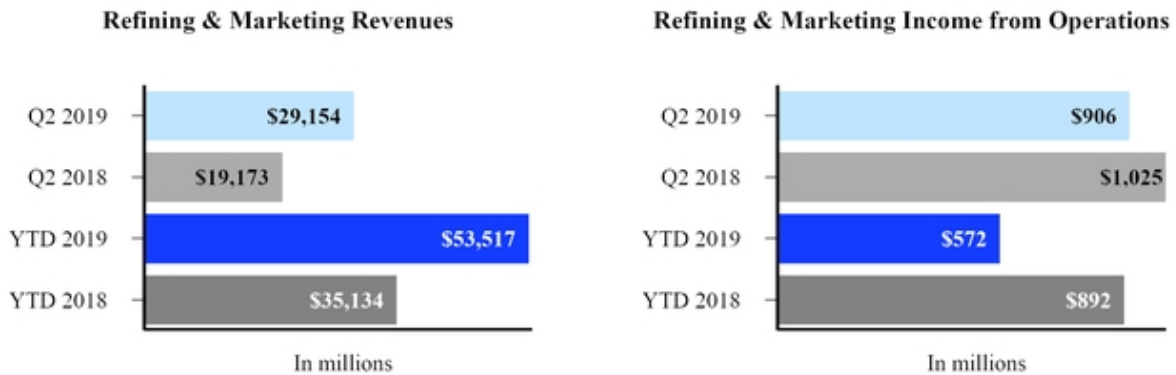 Refining & Marketing Revenues
Q2 2019 $29,154
Q2 2018 $19,173
YTD 2019 $53,517
YTD 2018 $35,134
In millions
Refining & Marketing Income from Operations
Q2 2019 $906
Q2 2018 $1,025
YTD 2019 $572
YTD 2018 $892
In millions